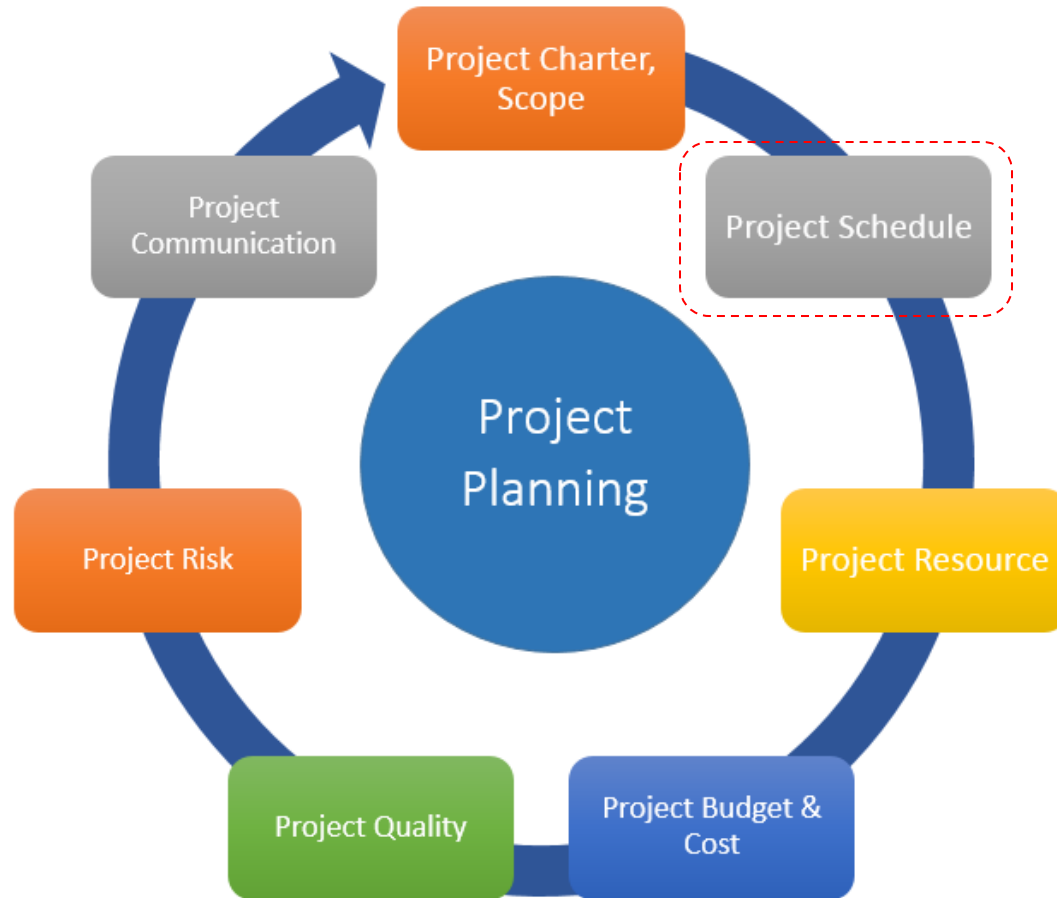 Project Charter,
Scope
Project Schedule
Project Resource
Project Budget &
Cost
Project Quality
Project Risk
Project
Communication
Project
Planning